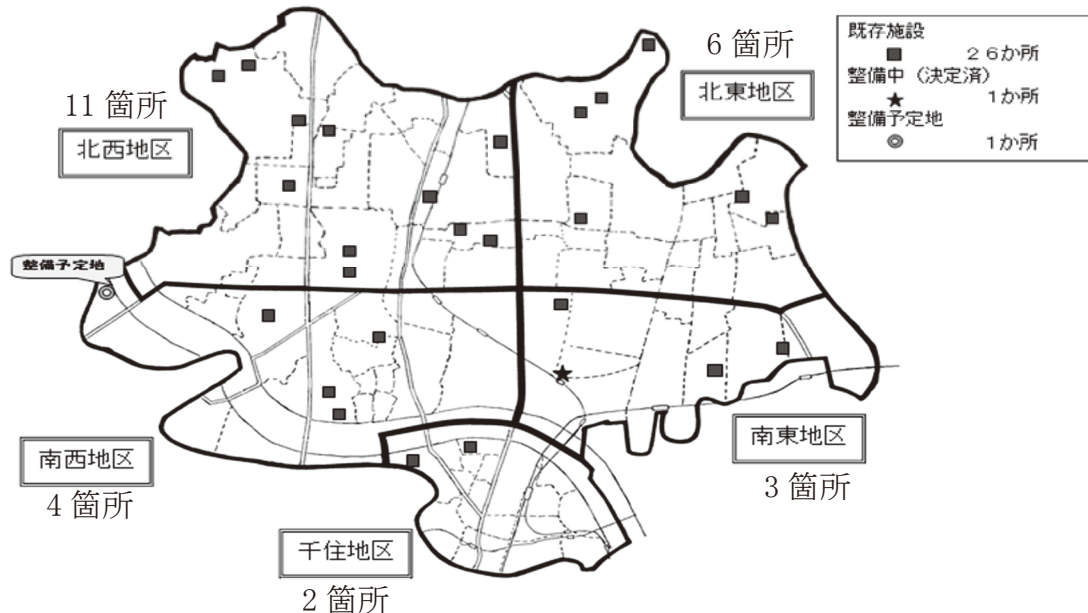 6 箇所
北東地区
既存施設
■ 26か所
整備中（決定済）
★ 1か所
整備予定地
◎ 1か所
11 箇所
北西地区
整備予定地
南西地区
4 箇所
南東地区
3 箇所
千住地区
2 箇所